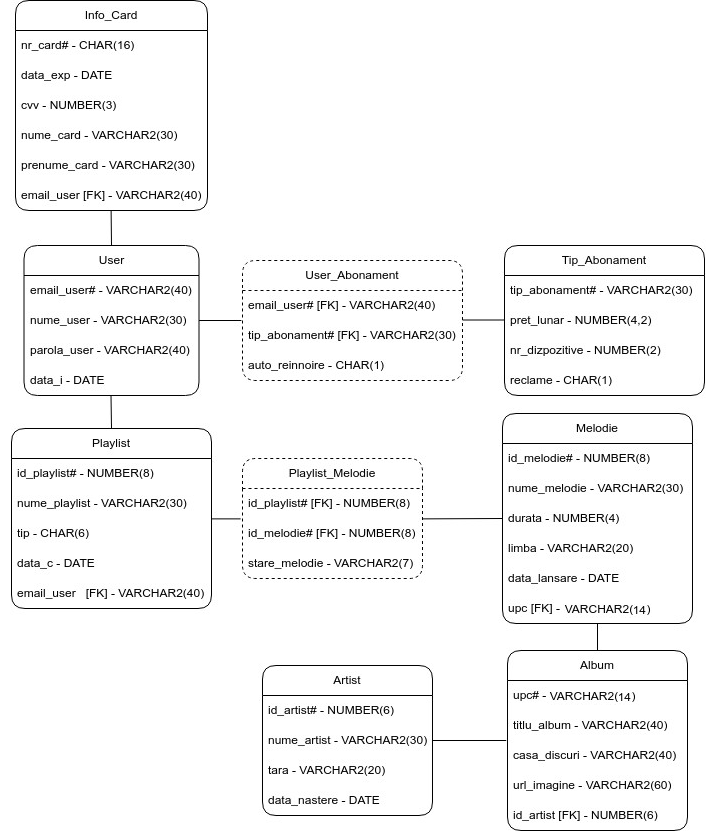 Info_Card
nr_card# - CHAR(16)
data_exp - DATE
cvv - NUMBER(3)
nume_card - VARCHAR2(30)
prenume_card - VARCHAR(30)
email_user [FK] - VARCHAR2(40)
User
email_user# - VARCHAR2(40)
nume_user - VARCHAR2(30)
parola_user - VARCHAR2(40)
data_i - DATE
User_Abonament
email_user# [FK] - VARCHAR2(40)
tip_abonament# [FK] - VARCHAR2(30)
auto_reinnoire - CHAR(1)
Tip_Abonament
tip_abonament# - VARCHAR2(30)
pret_lunar - NUMBER(4,2)
nr_dizpozitive - NUMBER(2)
reclame - CHAR(1)
Playlist
id_playlist# - NUMBER(8)
nume_playlist - VARCHAR2(30)
tip - CHAR(6)
data_c - DATE
email_user [FK] - VARCHAR2(40)
Playlist_Melodie
id_playlist# [FK] - NUMBER(8)
id_melodie# [FK] - NUMBER(8)
stare_melodie - VARCHAR2(7)
Melodie
id_melodie# - NUMBER(8)
nume_melodie - VARCHAR2(30)
durata - NUMBER(4)
limba - VARCHAR2(20)
data_lansare - DATE
upc [FK] - VARCHAR2(14)
Artist
id_artist# - NUMBER(6)
nume_artist - VARCHAR2(30)
tara - VARCHAR2(20)
data_nastere - DATE
Album
upc# - VARCHAR2(14)
titlu_album - VARCHAR2(40)
casa_discuri - VARCHAR2(40)
url_imagine - VARCHAR2(60)
id_artist [FK] - NUMBER(6)